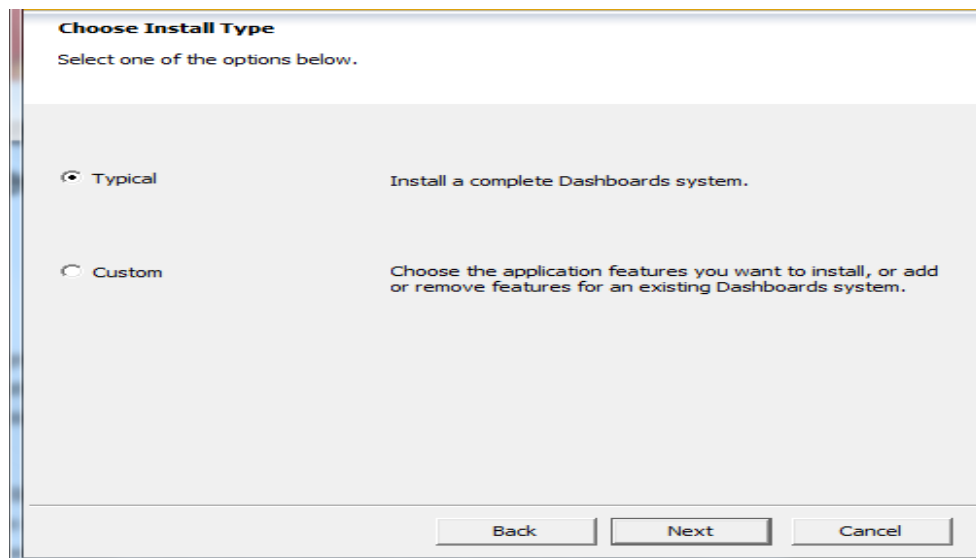 Choose Install Type
Select one of the options below.
Typical
Install a complete Dashboards system.
Custom
Choose the application features you want to install, or add
or remove features for an existing Dashboards system.
Back
Next
Cancel